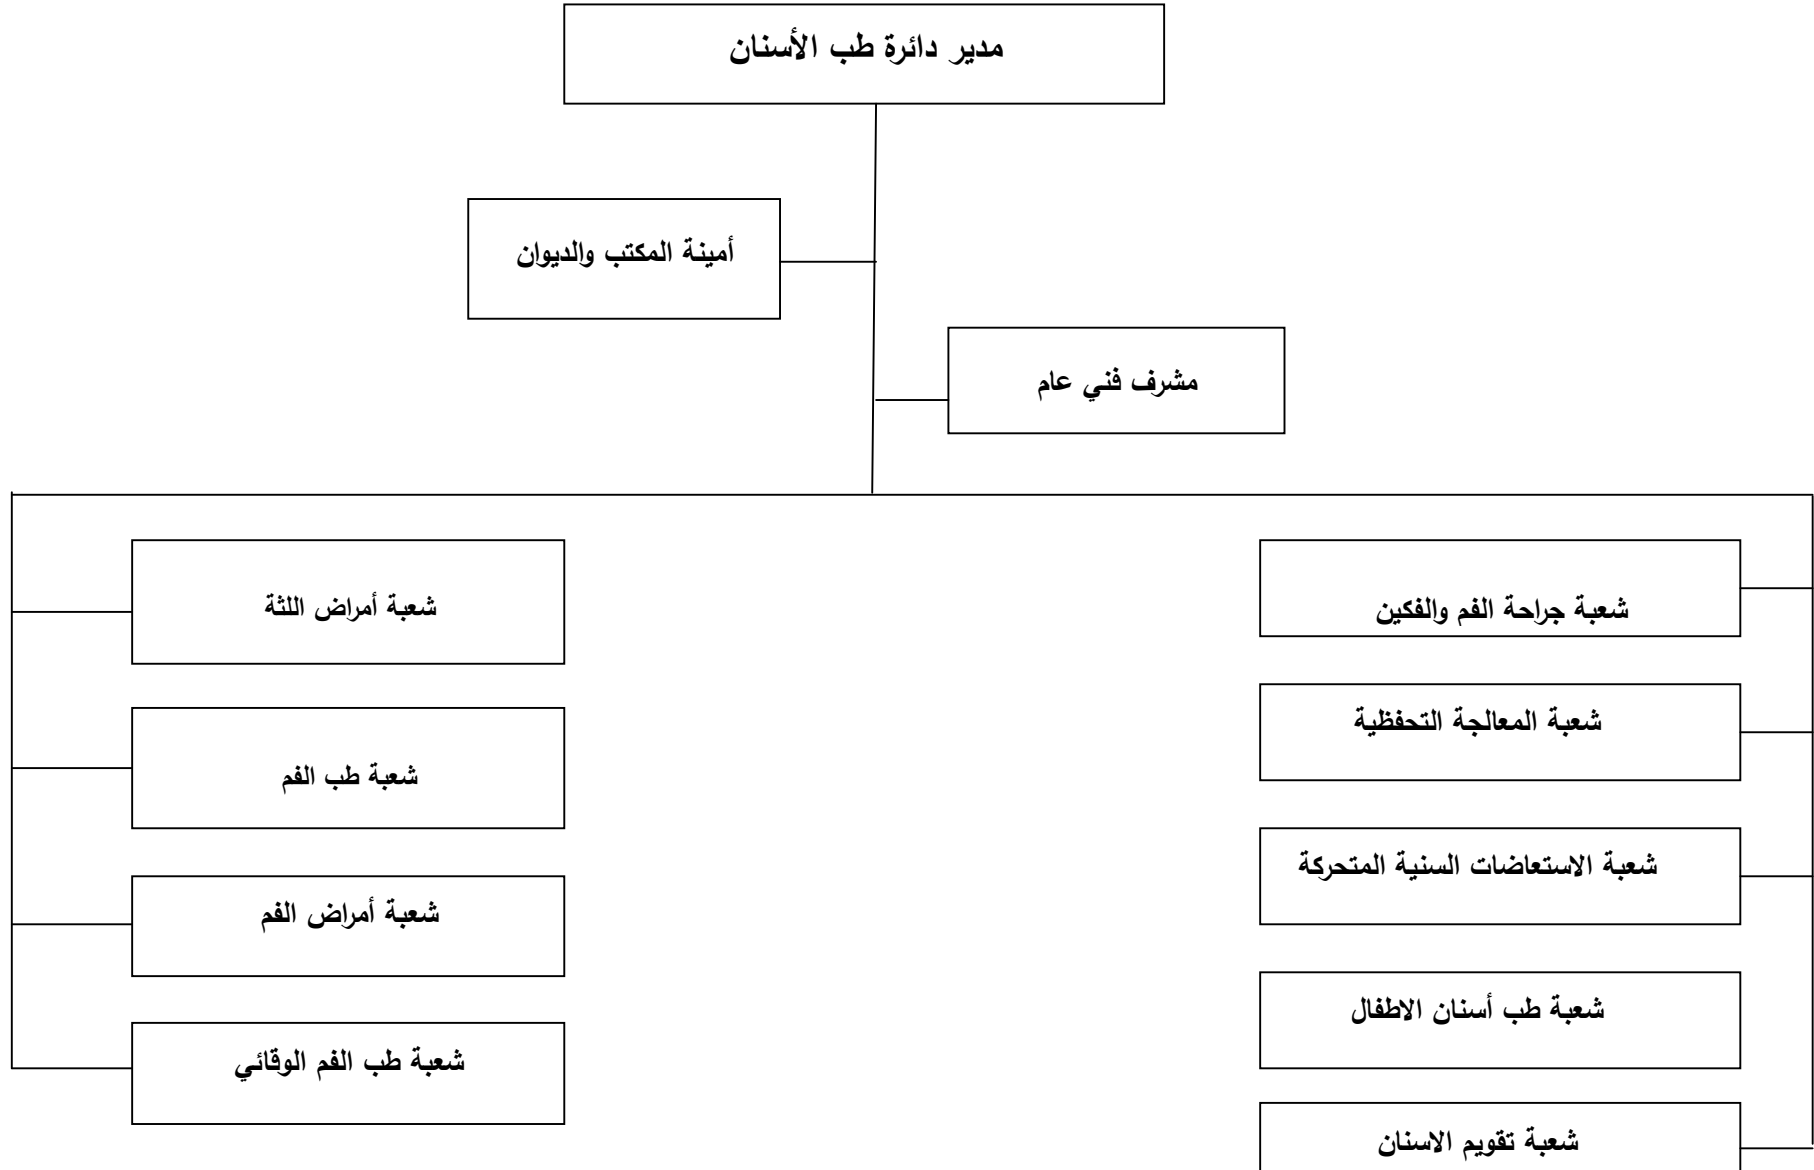 مدير دائرة طب الأسنان
أمينة المكتب والديوان
مشرف فني عام
شعبة جراحة الفم والفكين
شعبة المعالجة التحفظية
شعبة الاستعاضات السنية المتحركة
شعبة طب أسنان الاطفال
شعبة تقويم الاسنان
شعبة أمراض اللثة
شعبة طب الفم
شعبة أمراض الفم
شعبة طب الفم الوقائي